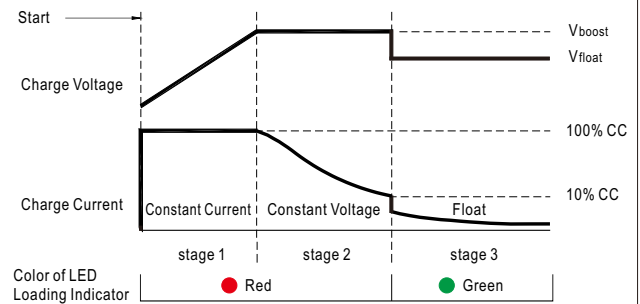 Start
Vboost
Vfloat
Charge Voltage
100% CC
10% CC
Charge Current
Constant Current
Constant Voltage
Float
stage 1
stage 2
stage 3
Color of LED
Loading Indicator
Red
Green